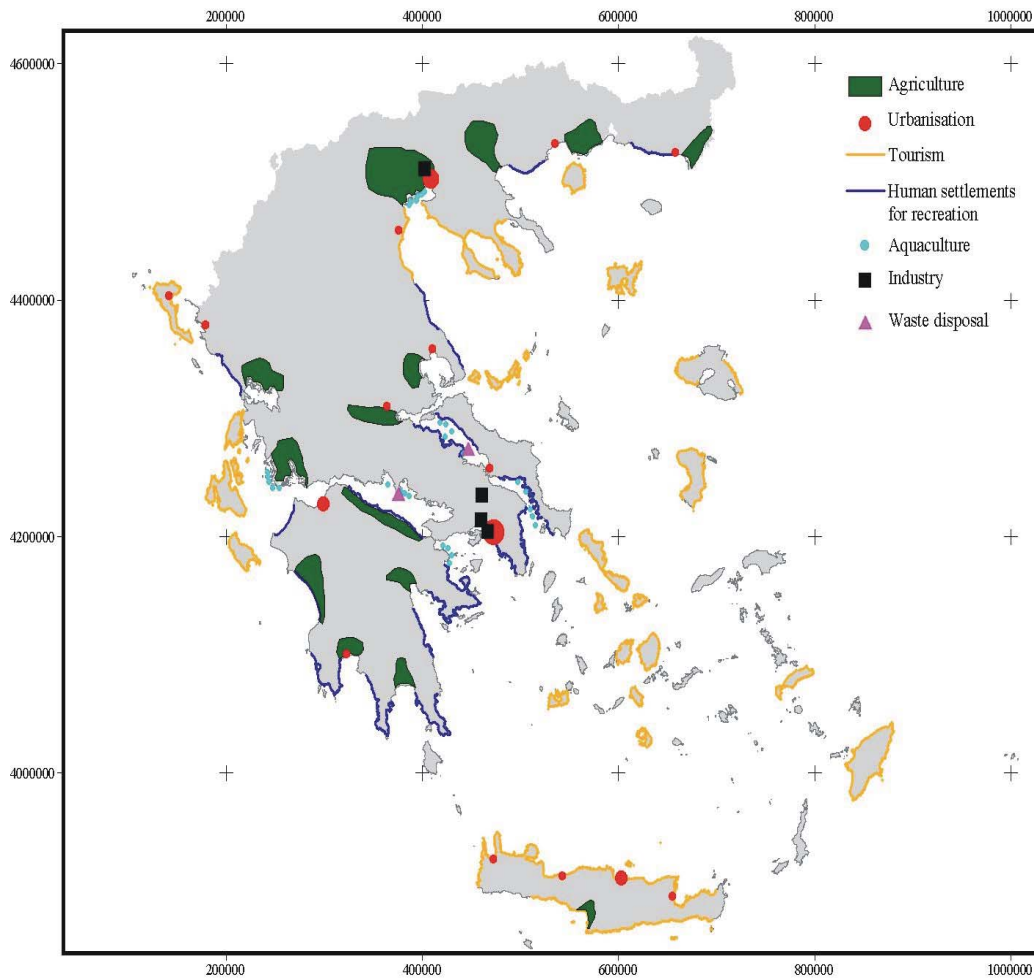 200000 400000 600000 800000 1000000
4600000
Agriculture
Urbanisation
Tourism
Human settlements
for recreation
Aquaculture
Industry
Waste disposal
4400000
4200000
4000000
200000 400000 600000 800000 1000000